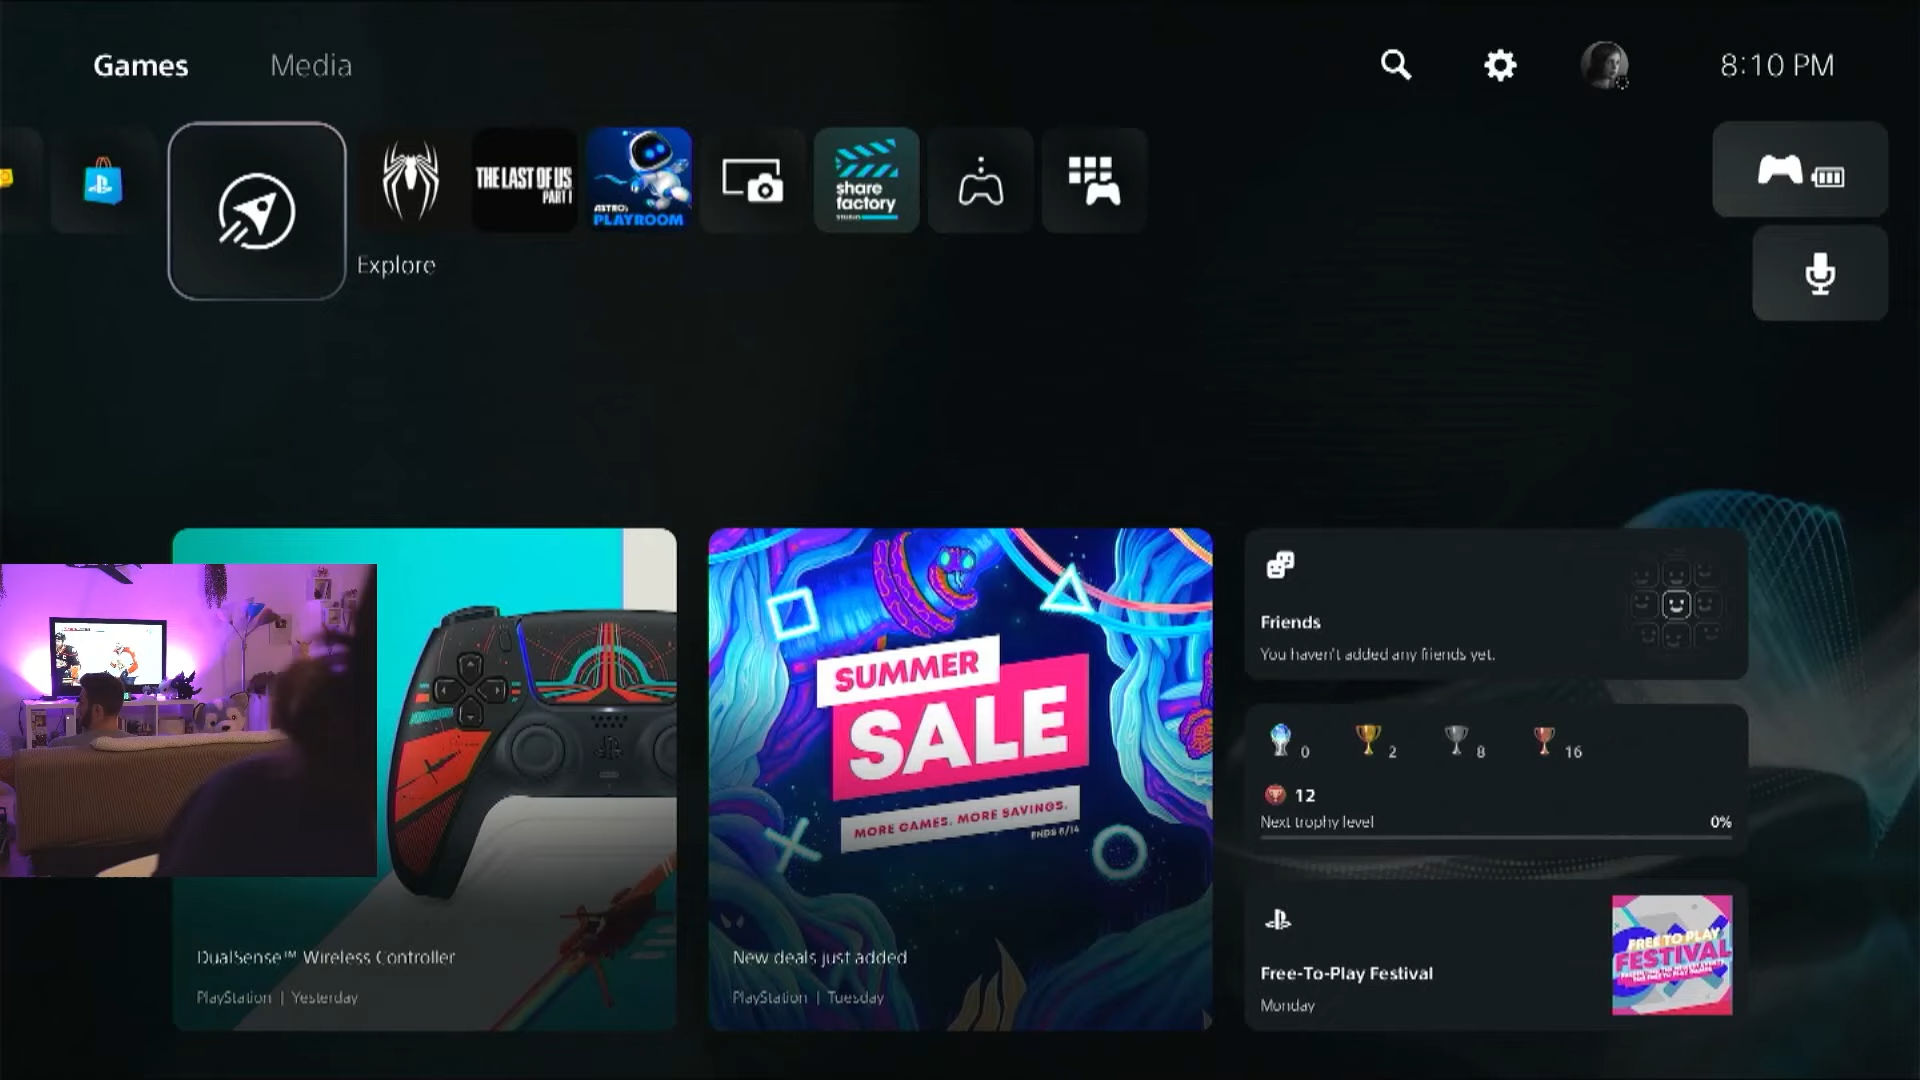 Games
Media
8:10 PM
THE LAST OF US
PART I
ASTRO's
PLAYROOM
share
factory
STUDIO
Explore
SUMMER
SALE
MORE GAMES. MORE SAVINGS.
DualSense™ Wireless Controller
PlayStation | Yesterday
New deals just added
PlayStation | Tuesday
Friends
You haven't added any friends yet.
0
2
8
16
12
Next trophy level
0%
Free-To-Play Festival
Monday
FREE TO PLAY
FESTIVAL